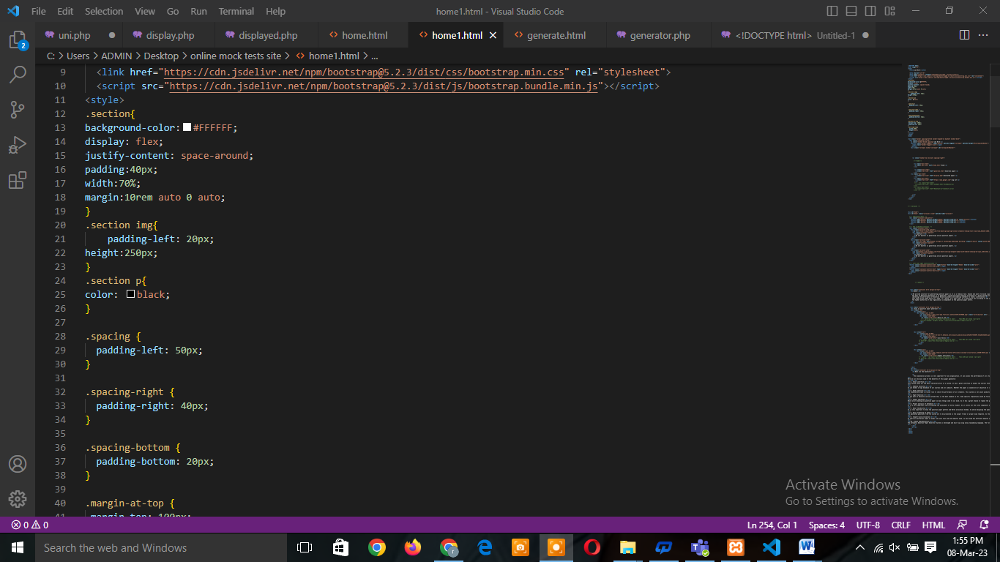 File Edit Selection View Go Run Terminal Help home1.html - Visual Studio Code
uni.php display.php displayed.php home.html home1.html generate.html generator.php <!DOCTYPE html> Untitled-1
C: > Users > ADMIN > Desktop > online mock tests site > home1.html > ...
2
9 <link href="https://cdn.jsdelivr.net/npm/bootstrap@5.2.3/dist/css/bootstrap.min.css" rel="stylesheet">
10 <script src="https://cdn.jsdelivr.net/npm/bootstrap@5.2.3/dist/js/bootstrap.bundle.min.js"></script>
11 <style>
12 .section{
13 background-color: #FFFFFF;
14 display: flex;
15 justify-content: space-around;
16 padding:40px;
17 width:70%;
18 margin:10rem auto 0 auto;
19 }
20 .section img{
21 padding-left: 20px;
22 height:250px;
23 }
24 .section p{
25 color: black;
26 }
27
28 .spacing {
29 padding-left: 50px;
30 }
31
32 .spacing-right {
33 padding-right: 40px;
34 }
35
36 .spacing-bottom {
37 padding-bottom: 20px;
38 }
39
40 .margin-at-top {
41 margin-top: 100px;
Activate Windows
Go to Settings to activate Windows.
0 0 Ln 254, Col 1 Spaces: 4 UTF-8 CRLF HTML
Search the web and Windows
1:55 PM
08-Mar-23